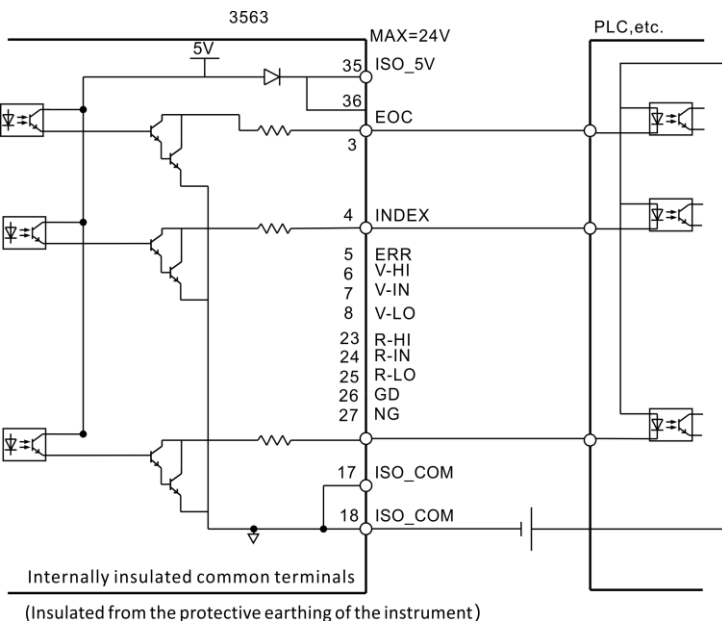 3563
MAX=24V
PLC,etc.
5V
35 ISO_5V
36
EOC
3
4 INDEX
5 ERR
6 V-HI
7 V-IN
8 V-LO
23 R-HI
24 R-IN
25 R-LO
26 GD
27 NG
17 ISO_COM
18 ISO_COM
Internally insulated common terminals
(Insulated from the protective earthing of the instrument)